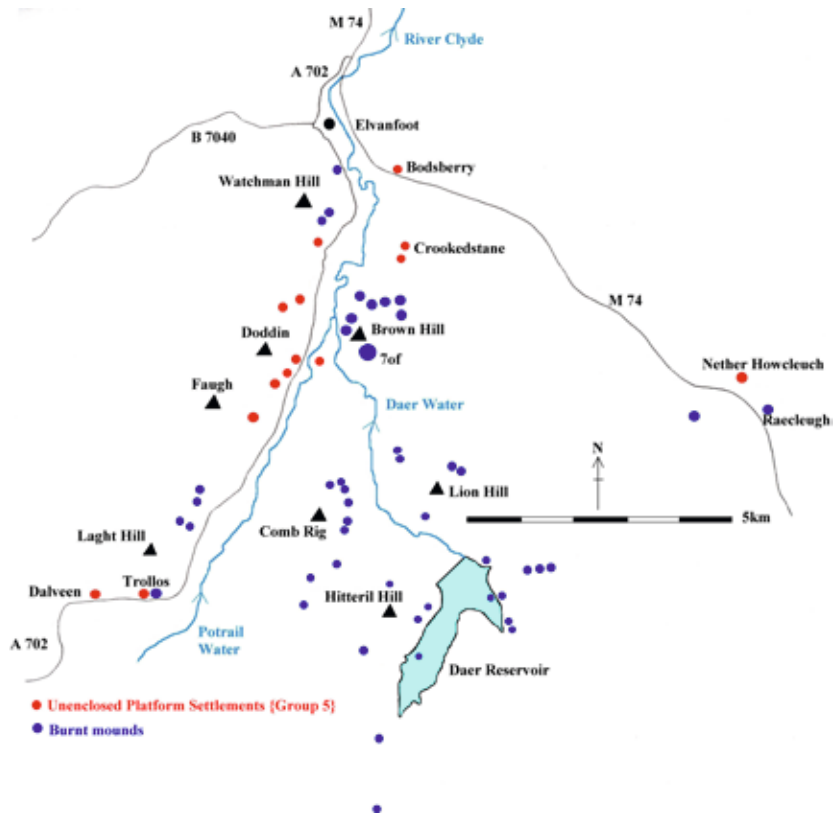 M 74
River Clyde
A 702
Elvanfoot
B 7040
Bodsberry
Watchman Hill
Crookedstane
M 74
Brown Hill
Doddin
7of
Nether Howcleuch
Faugh
Daer Water
Raecleugh
N
Lion Hill
5km
Comb Rig
Laght Hill
Trollos
Dalveen
Hitteril Hill
Potrail
Water
A 702
Daer Reservoir
Unenclosed Platform Settlements {Group 5}
Burnt mounds